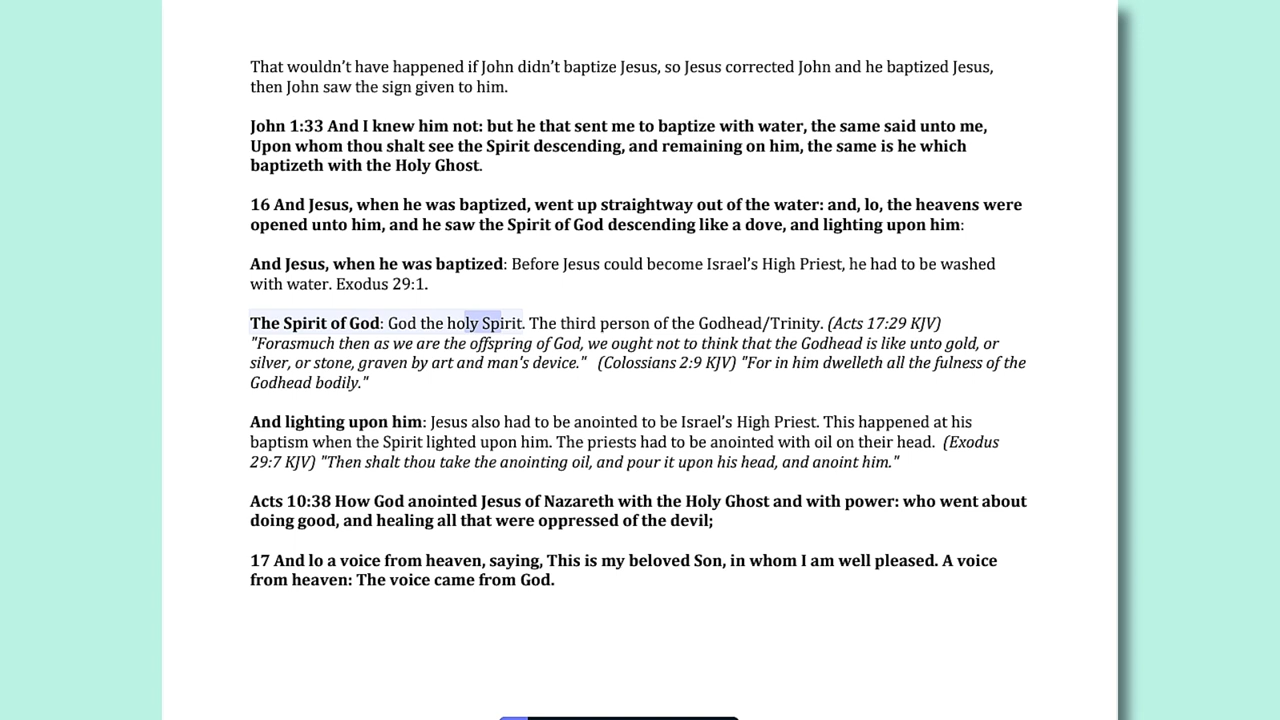 That wouldn’t have happened if John didn’t baptize Jesus, so Jesus corrected John and he baptized Jesus,
then John saw the sign given to him.
John 1:33 And I knew him not: but he that sent me to baptize with water, the same said unto me,
Upon whom thou shalt see the Spirit descending, and remaining on him, the same is he which
baptizeth with the Holy Ghost.
16 And Jesus, when he was baptized, went up straightway out of the water: and, lo, the heavens were
opened unto him, and he saw the Spirit of God descending like a dove, and lighting upon him:
And Jesus, when he was baptized: Before Jesus could become Israel’s High Priest, he had to be washed
with water. Exodus 29:1.
The Spirit of God: God the holy Spirit. The third person of the Godhead/Trinity. (Acts 17:29 KJV)
"Forasmuch then as we are the offspring of God, we ought not to think that the Godhead is like unto gold, or
silver, or stone, graven by art and man's device."   (Colossians 2:9 KJV) "For in him dwelleth all the fulness of the
Godhead bodily."
And lighting upon him: Jesus also had to be anointed to be Israel’s High Priest. This happened at his
baptism when the Spirit lighted upon him. The priests had to be anointed with oil on their head.  (Exodus
29:7 KJV) "Then shalt thou take the anointing oil, and pour it upon his head, and anoint him."
Acts 10:38 How God anointed Jesus of Nazareth with the Holy Ghost and with power: who went about
doing good, and healing all that were oppressed of the devil;
17 And lo a voice from heaven, saying, This is my beloved Son, in whom I am well pleased. A voice
from heaven: The voice came from God.